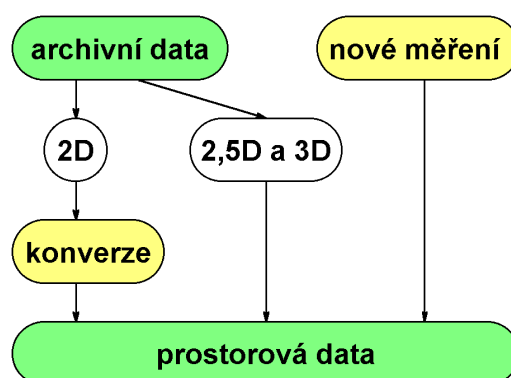 archivní data
nové měření
2D
2,5D a 3D
konverze
prostorová data